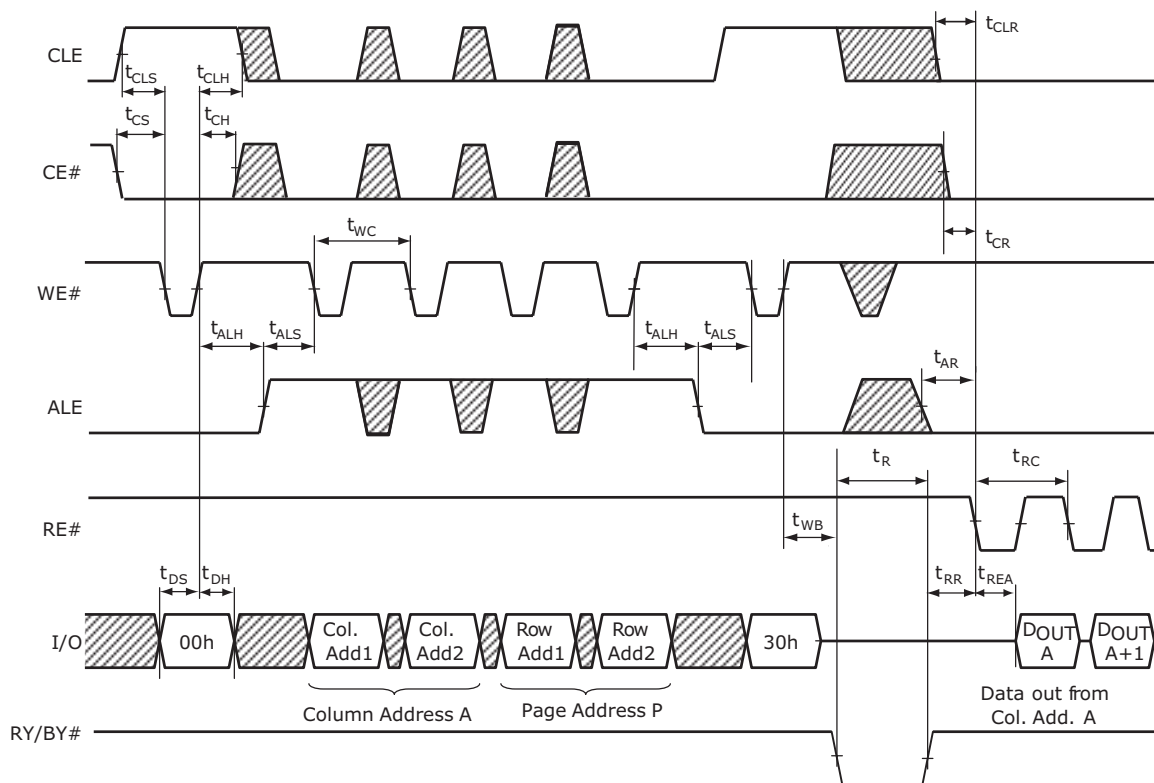 CLE
tCLS
tCLH
tCLR
tCS
tCH
CE#
tCR
tWC
WE#
tALH
tALS
tALH
tALS
tAR
ALE
tR
tRC
RE#
tWB
tDS
tDH
tRR
tREA
I/O
00h
Col.
Add1
Col.
Add2
Row
Add1
Row
Add2
30h
DOUT
A
DOUT
A+1
Column Address A
Page Address P
Data out from
Col. Add. A
RY/BY#